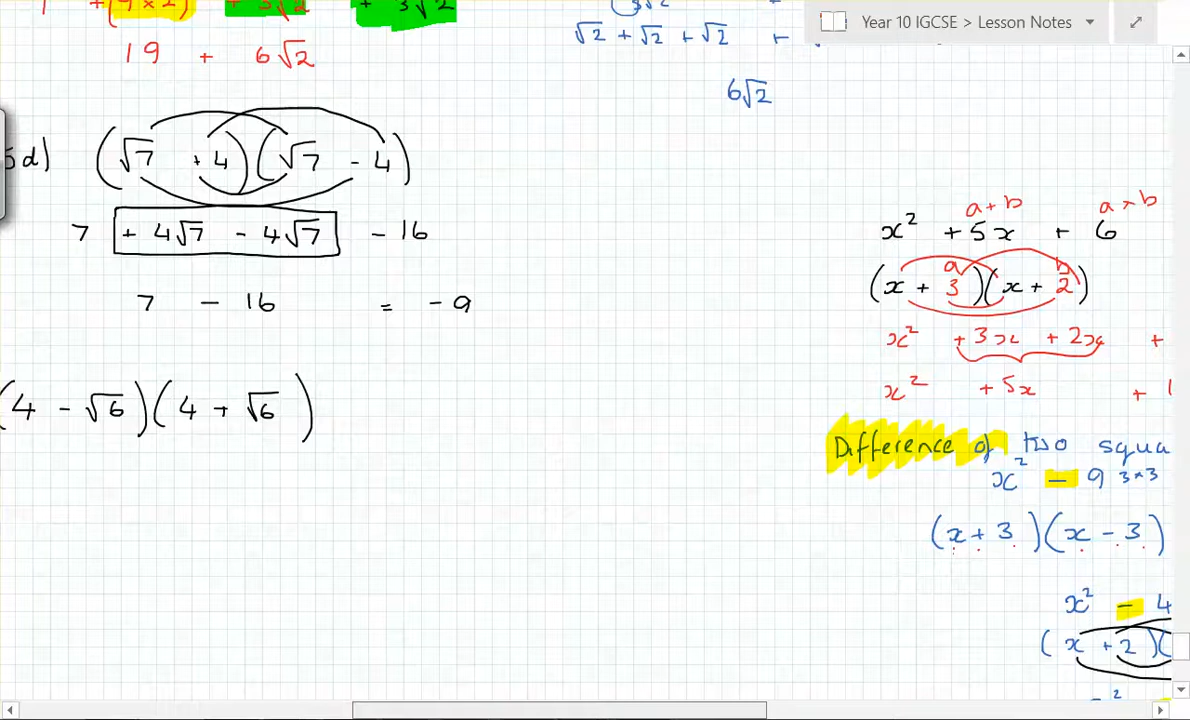 Year 10 IGCSE > Lesson Notes
√2 + √2 + √2 +
19 + 6√2
6√2
5d) (√7 + 4)(√7 - 4)
7 + 4√7 - 4√7 - 16
7 - 16 = -9
(4 - √6)(4 + √6)
a + b a × b
x² + 5x + 6
a b
(x + 3)(x + 2)
x² + 3x + 2x +
x² + 5x +
Difference of two squa
x² - 9 3×3
(x + 3)(x - 3)
x² - 4
(x + 2)(